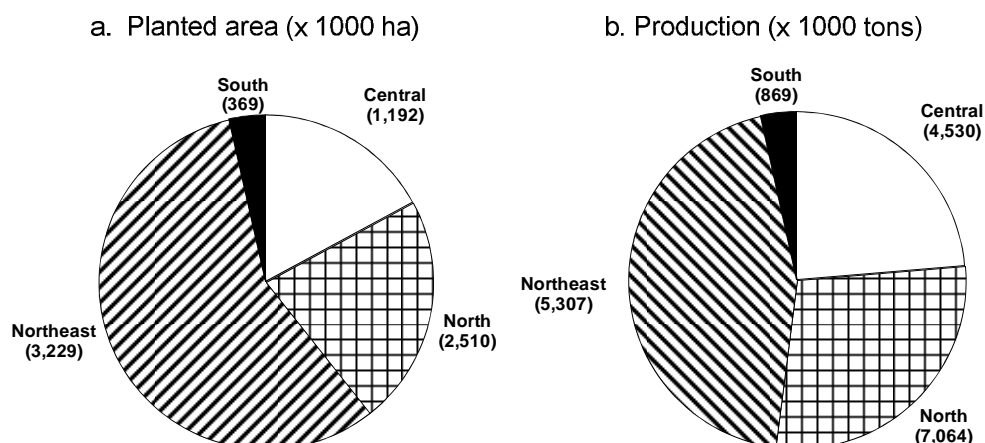 a. Planted area (x 1000 ha)
South
(369)
Central
(1,192)
Northeast
(3,229)
North
(2,510)
b. Production (x 1000 tons)
South
(869)
Central
(4,530)
Northeast
(5,307)
North
(7,064)